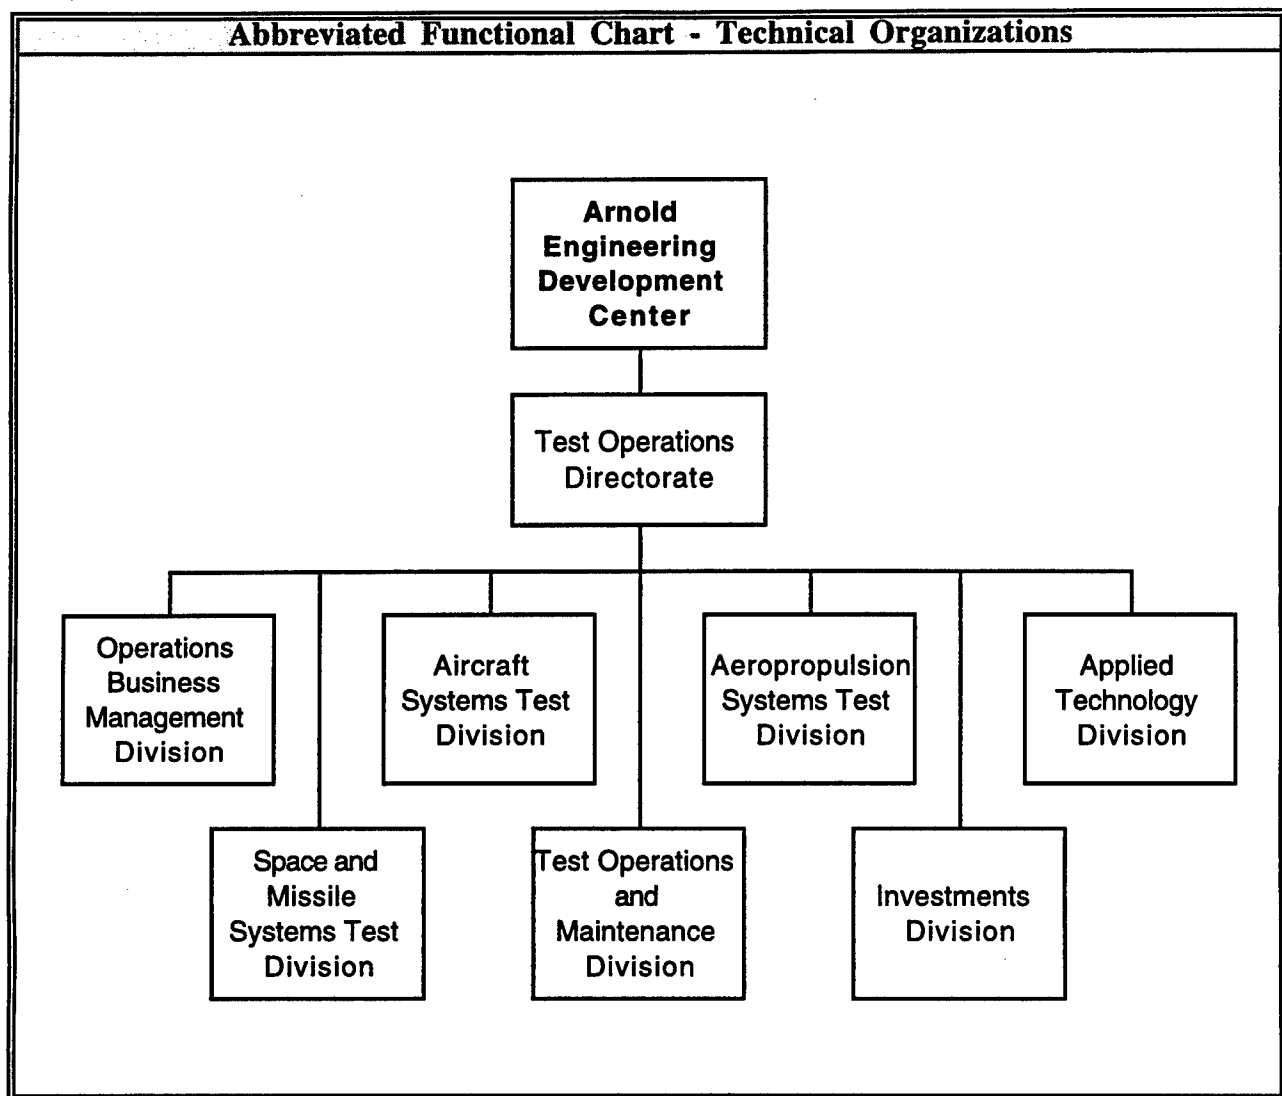 Abbreviated Functional Chart - Technical Organizations
Arnold
Engineering
Development
Center
Test Operations
Directorate
Operations
Business
Management
Division
Aircraft
Systems Test
Division
Aeropropulsion
Systems Test
Division
Applied
Technology
Division
Space and
Missile
Systems Test
Division
Test Operations
and
Maintenance
Division
Investments
Division